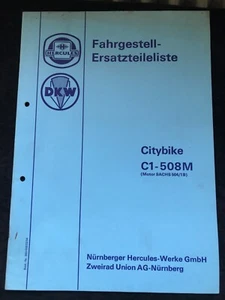 HERCULES
DKW
Fahrgestell-
Ersatzteileliste
Citybike
C1-508M
(Motor SACHS 504/1 B)
Nürnberger Hercules-Werke GmbH
Zweirad Union AG-Nürnberg